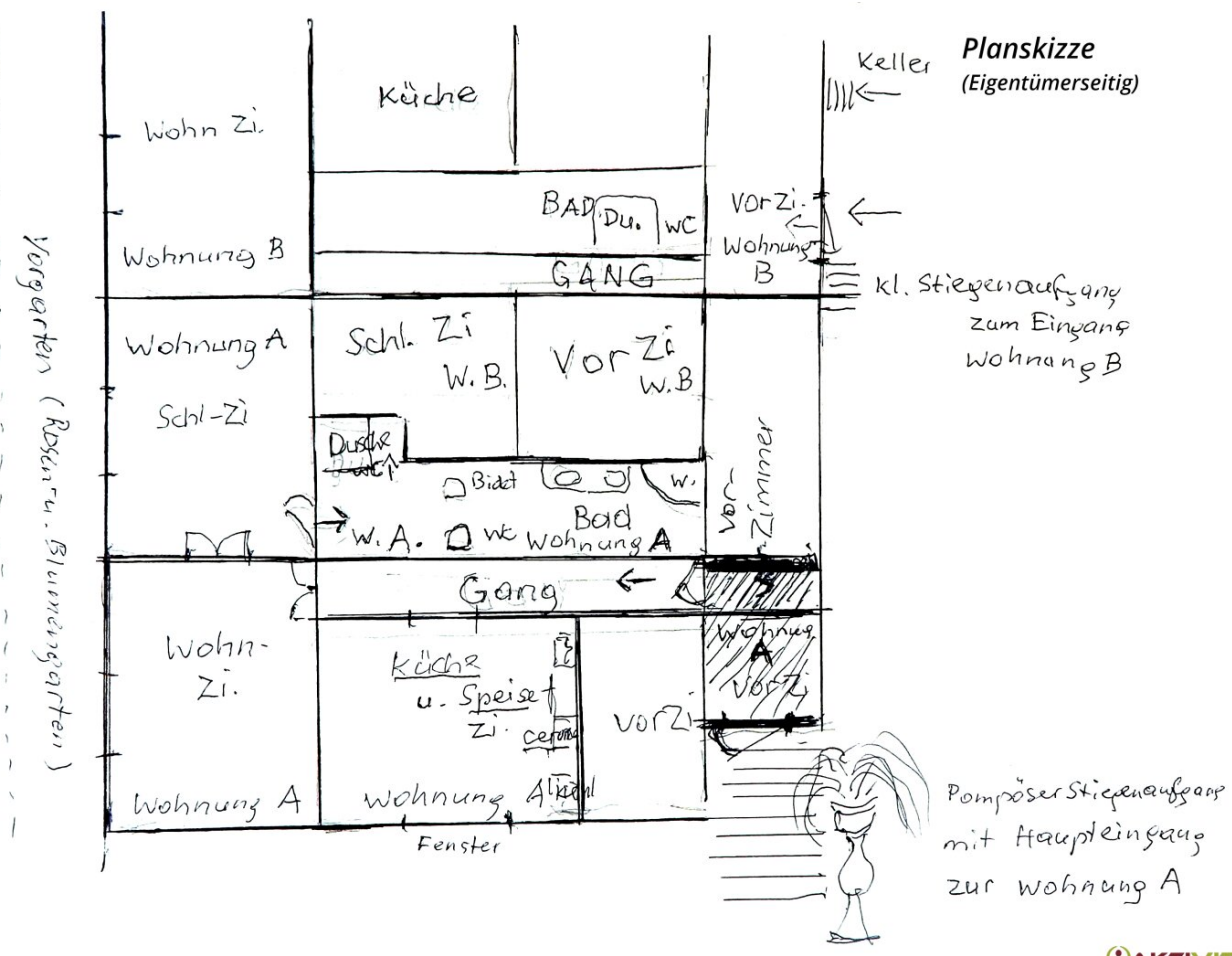 Planskizze
(Eigentümerseitig)
Keller
Küche
Wohn Zi.
BAD Du. WC
Vor Zi.
Wohnung
B
Wohnung B
GANG
kl. Stiegenaufgang
zum Eingang
Wohnung B
Vorgarten (Rosen- u. Blumengarten)
Wohnung A
Schl-Zi
Schl. Zi
W.B.
Vor Zi
W.B
Dusche
WC
Bidet
W.
Vor-
Zimmer
W.A.
WC
Bad
Wohnung A
Gang
Wohn-
Zi.
Küche
u. Speise
Zi.
Vor Zi
Wohnung
A
Vor Zi
Wohnung A
Wohnung A
Fenster
Pompöser Stiegenaufgang
mit Haupteingang
zur Wohnung A